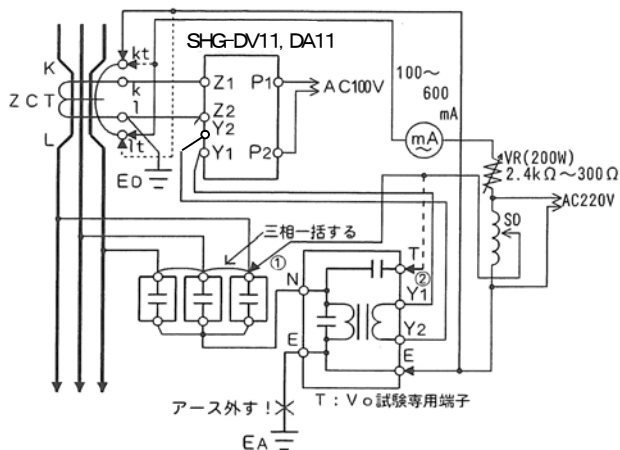 SHG-DV11, DA11
K
kt
k
ZCT
l
L
lt
Z1
Z2
Y2
Y1
P1
P2
AC100V
ED
100~
600
mA
mA
VR(200W)
2.4kΩ~300Ω
AC220V
SD
三相一括する
①
T
②
N
Y1
Y2
E
E
アース外す!
EA
T:Vo試験専用端子